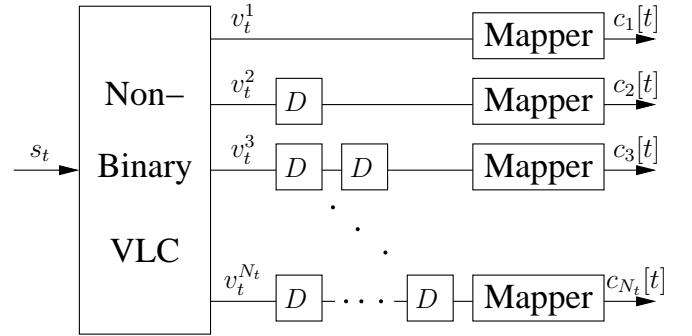 v_t^1 Mapper c_1[t]
Non–
v_t^2 D Mapper c_2[t]
s_t Binary v_t^3 D D Mapper c_3[t]
VLC
v_t^{N_t} D ··· D Mapper c_{N_t}[t]